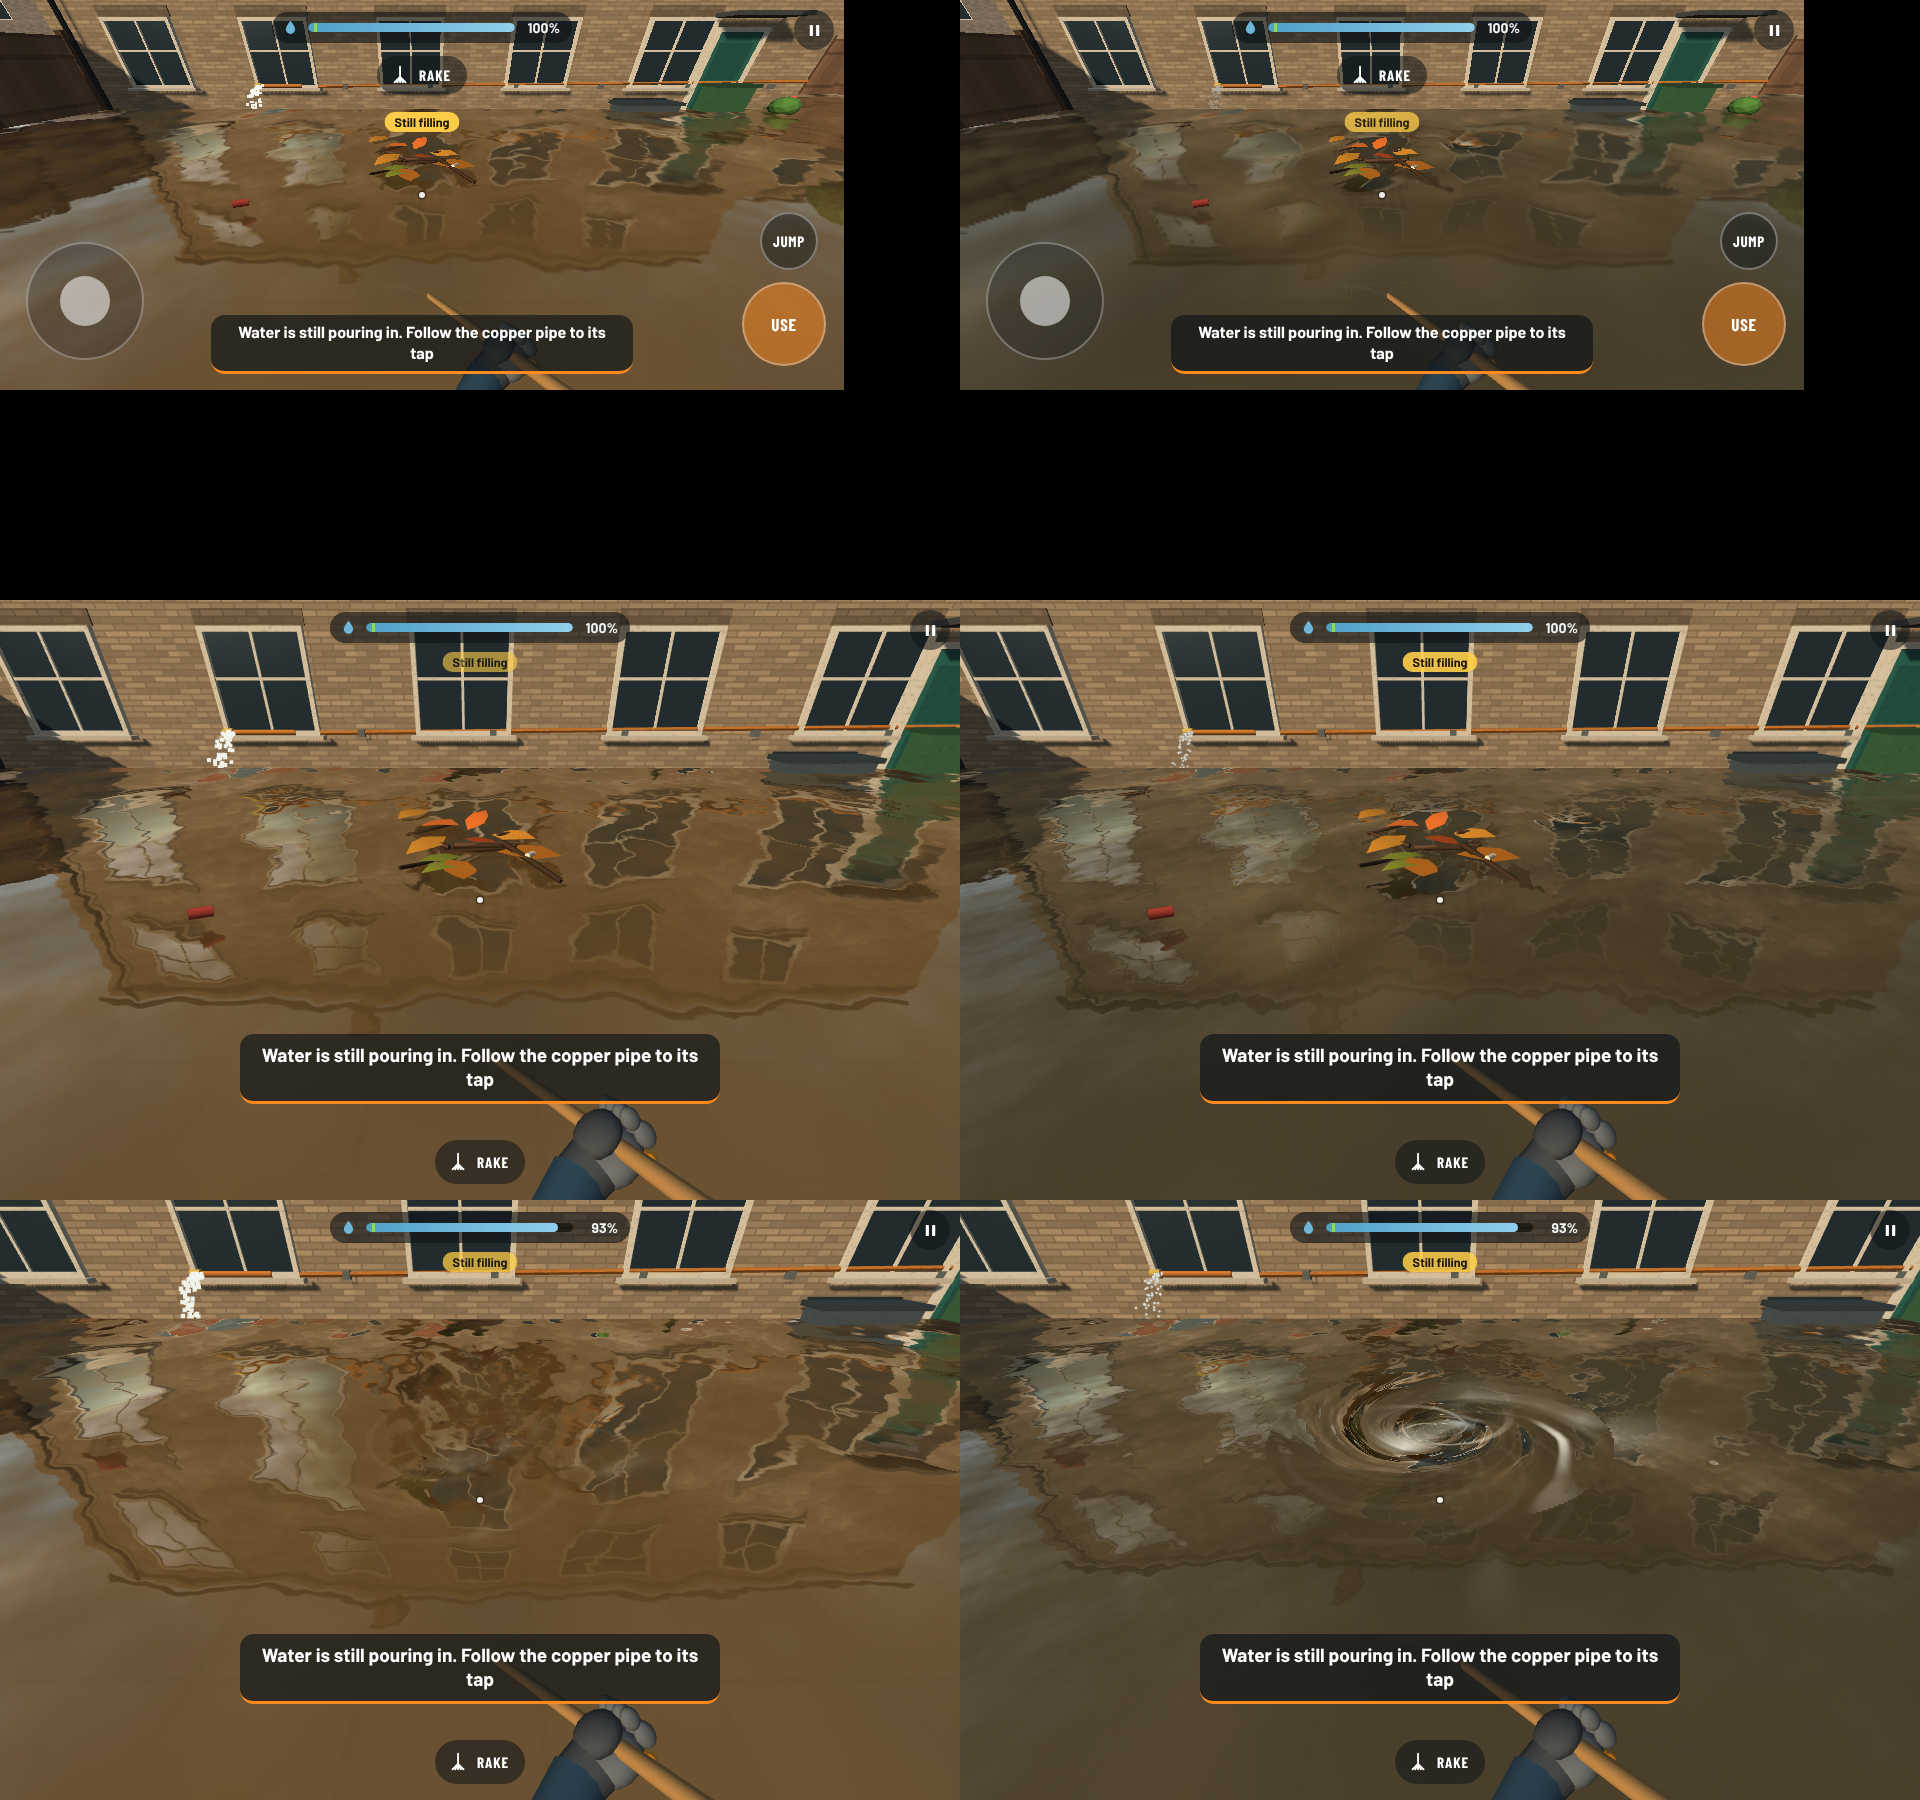 100%
RAKE
Still filling
JUMP
USE
Water is still pouring in. Follow the copper pipe to its
tap
100%
RAKE
Still filling
JUMP
USE
Water is still pouring in. Follow the copper pipe to its
tap
100%
Still filling
Water is still pouring in. Follow the copper pipe to its
tap
RAKE
100%
Still filling
Water is still pouring in. Follow the copper pipe to its
tap
RAKE
93%
Still filling
Water is still pouring in. Follow the copper pipe to its
tap
RAKE
93%
Still filling
Water is still pouring in. Follow the copper pipe to its
tap
RAKE